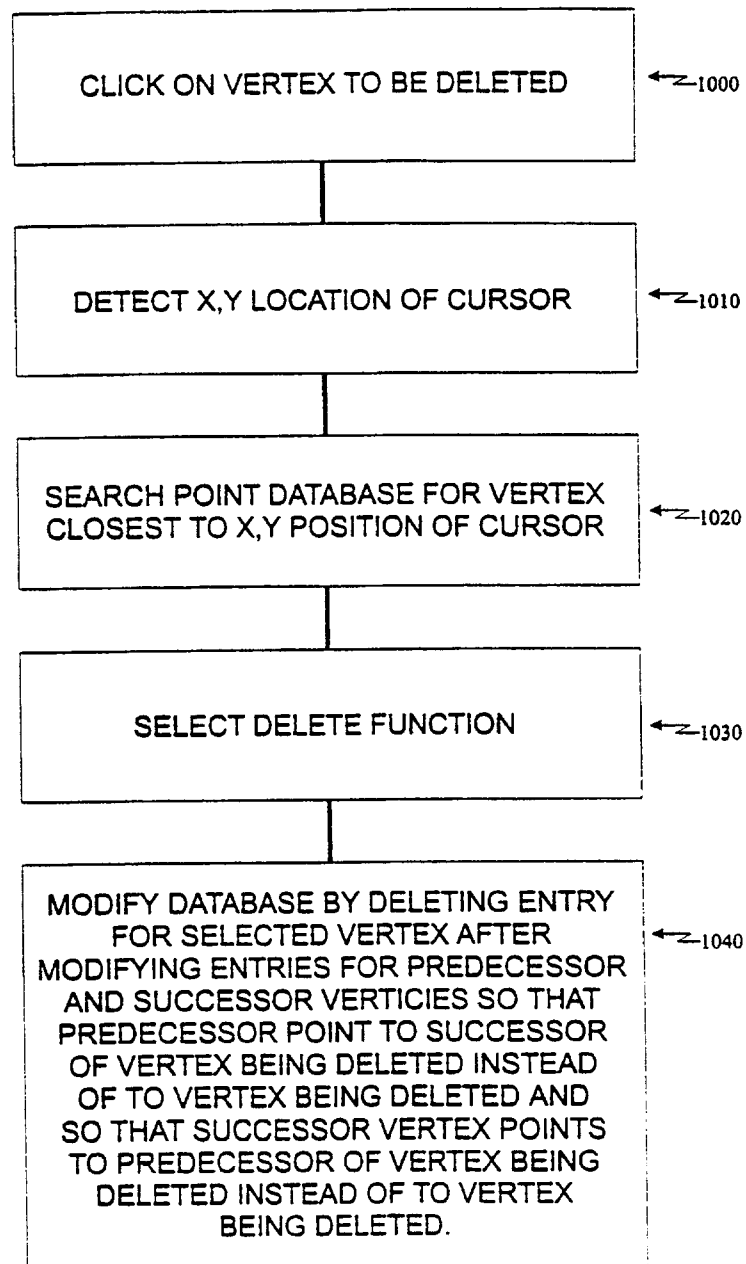 CLICK ON VERTEX TO BE DELETED
1000
DETECT X,Y LOCATION OF CURSOR
1010
SEARCH POINT DATABASE FOR VERTEX
CLOSEST TO X,Y POSITION OF CURSOR
1020
SELECT DELETE FUNCTION
1030
MODIFY DATABASE BY DELETING ENTRY
FOR SELECTED VERTEX AFTER
MODIFYING ENTRIES FOR PREDECESSOR
AND SUCCESSOR VERTICIES SO THAT
PREDECESSOR POINT TO SUCCESSOR
OF VERTEX BEING DELETED INSTEAD
OF TO VERTEX BEING DELETED AND
SO THAT SUCCESSOR VERTEX POINTS
TO PREDECESSOR OF VERTEX BEING
DELETED INSTEAD OF TO VERTEX
BEING DELETED.
1040